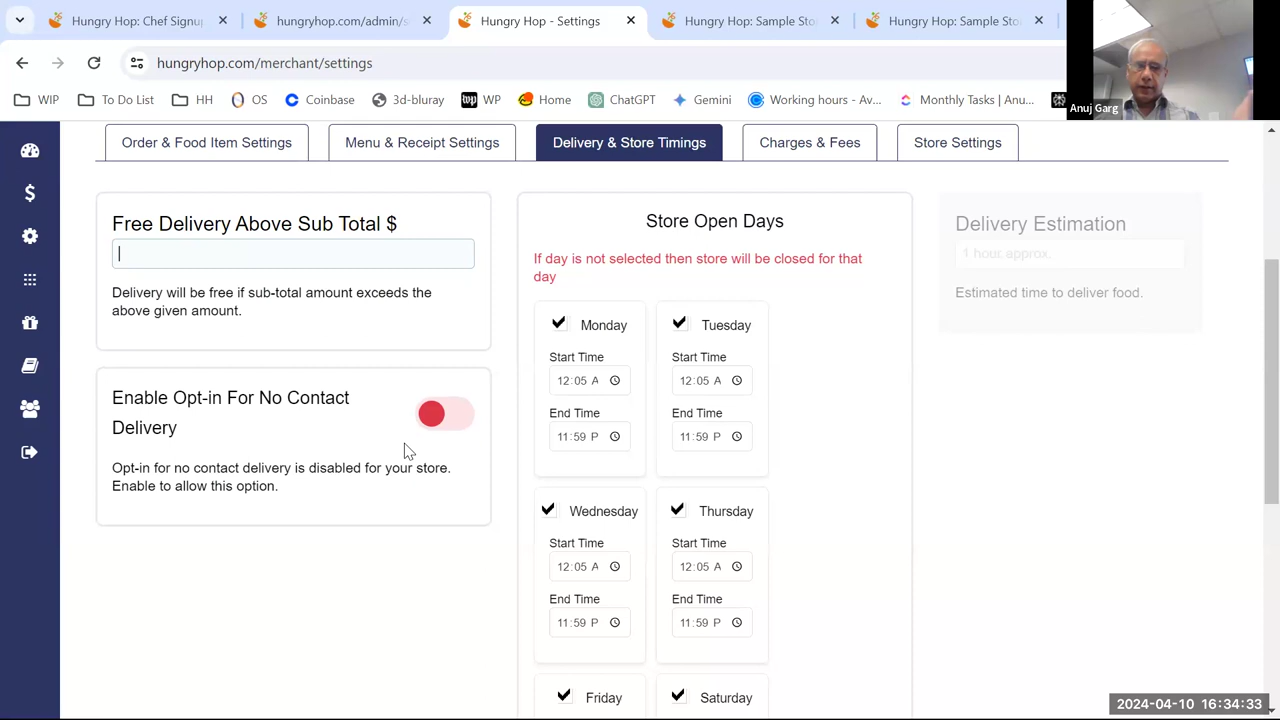 Hungry Hop: Chef Signu
hungryhop.com/admin/s
Hungry Hop - Settings
Hungry Hop: Sample Sto
Hungry Hop: Sample Sto
hungryhop.com/merchant/settings
WIP
To Do List
HH
OS
Coinbase
3d-bluray
wp WP
Home
ChatGPT
Gemini
Working hours - Av...
Monthly Tasks | Anu...
Anuj Garg
Order & Food Item Settings
Menu & Receipt Settings
Delivery & Store Timings
Charges & Fees
Store Settings
Free Delivery Above Sub Total $
Delivery will be free if sub-total amount exceeds the
above given amount.
Enable Opt-in For No Contact
Delivery
Opt-in for no contact delivery is disabled for your store.
Enable to allow this option.
Store Open Days
If day is not selected then store will be closed for that
day
Monday
Start Time
12:05 A
End Time
11:59 P
Tuesday
Start Time
12:05 A
End Time
11:59 P
Wednesday
Start Time
12:05 A
End Time
11:59 P
Thursday
Start Time
12:05 A
End Time
11:59 P
Friday
Saturday
Delivery Estimation
1 hour approx.
Estimated time to deliver food.
2024-04-10 16:34:33